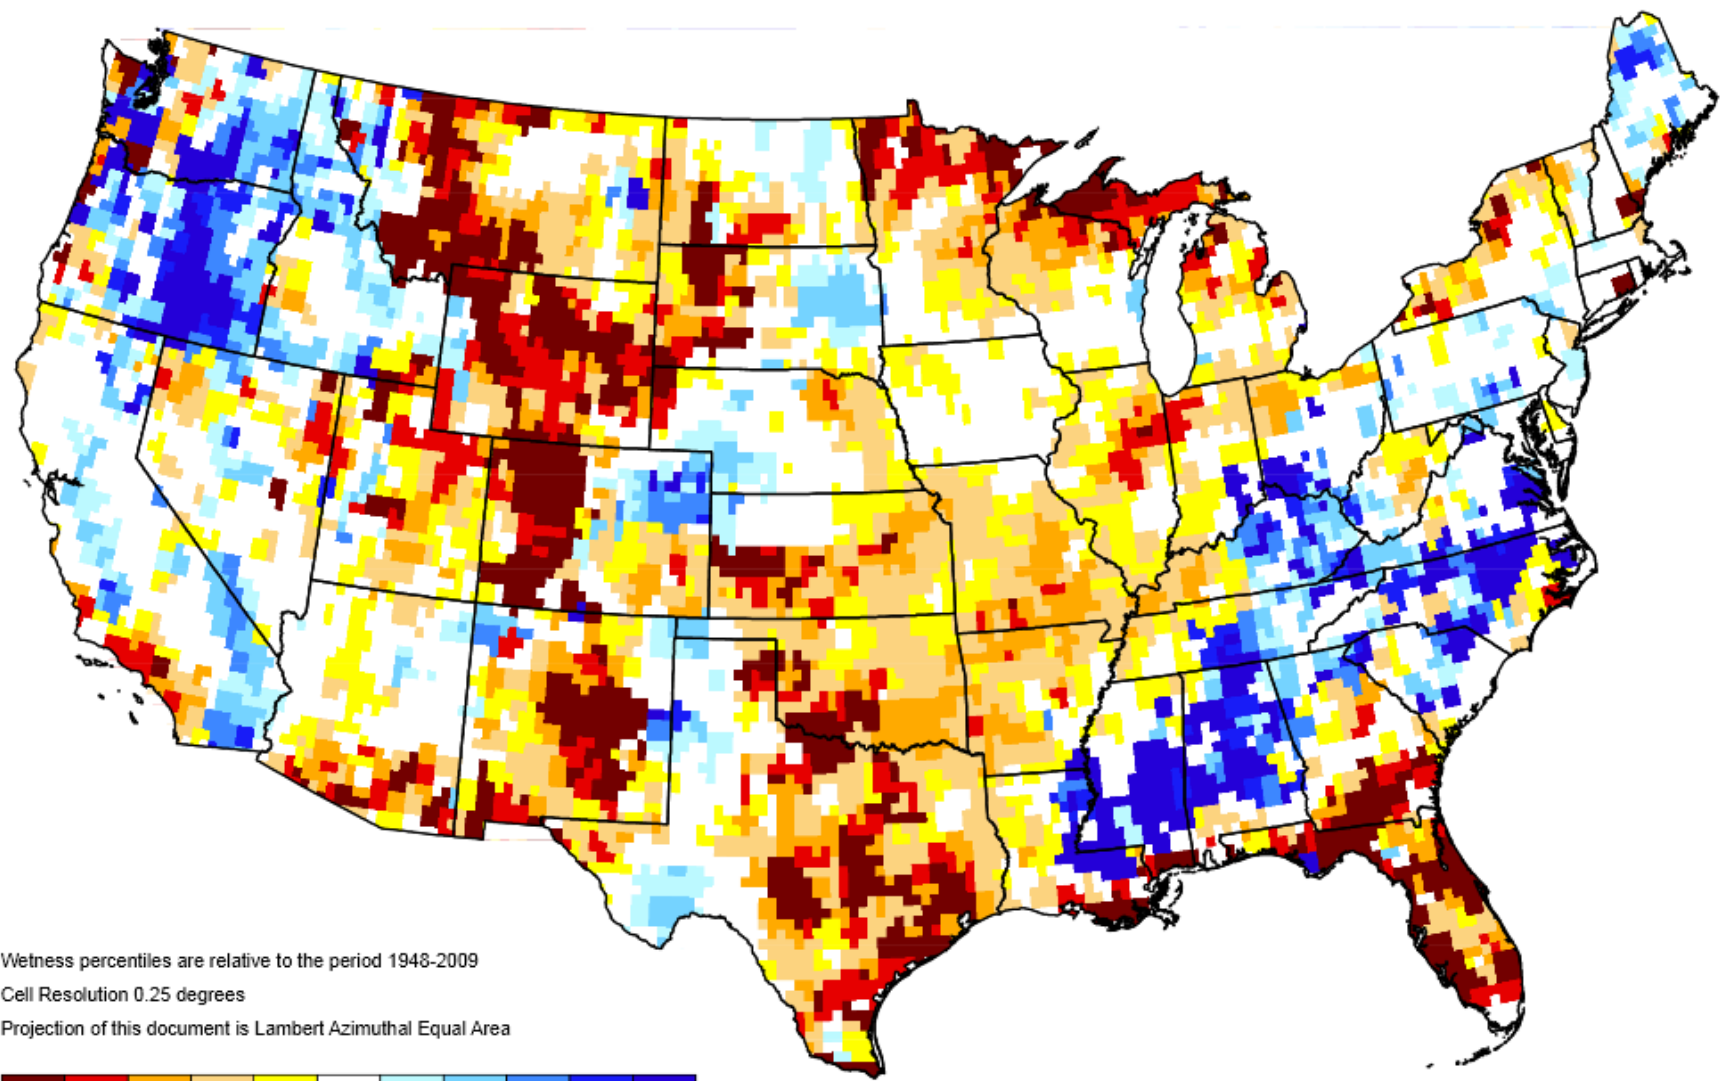 Wetness percentiles are relative to the period 1948-2009
Cell Resolution 0.25 degrees
Projection of this document is Lambert Azimuthal Equal Area